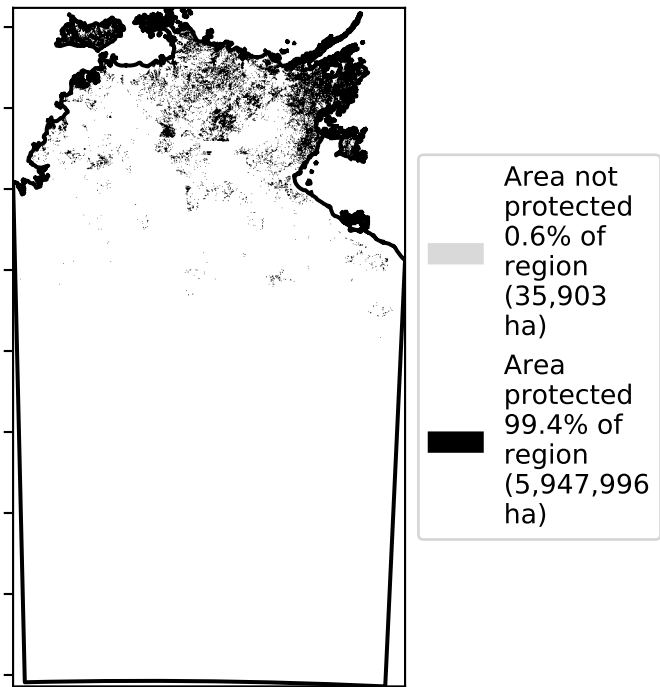 Area not
protected
0.6% of
region
(35,903
ha)
Area
protected
99.4% of
region
(5,947,996
ha)